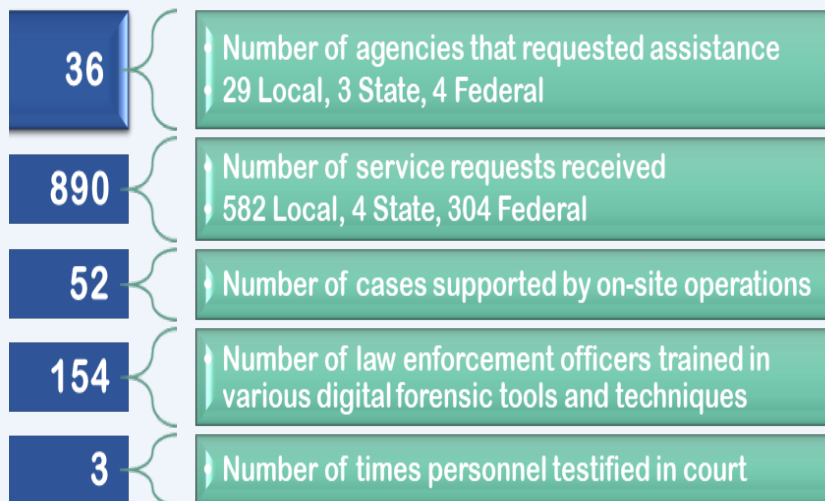 36
Number of agencies that requested assistance
29 Local, 3 State, 4 Federal
890
Number of service requests received
582 Local, 4 State, 304 Federal
52
Number of cases supported by on-site operations
154
Number of law enforcement officers trained in
various digital forensic tools and techniques
3
Number of times personnel testified in court